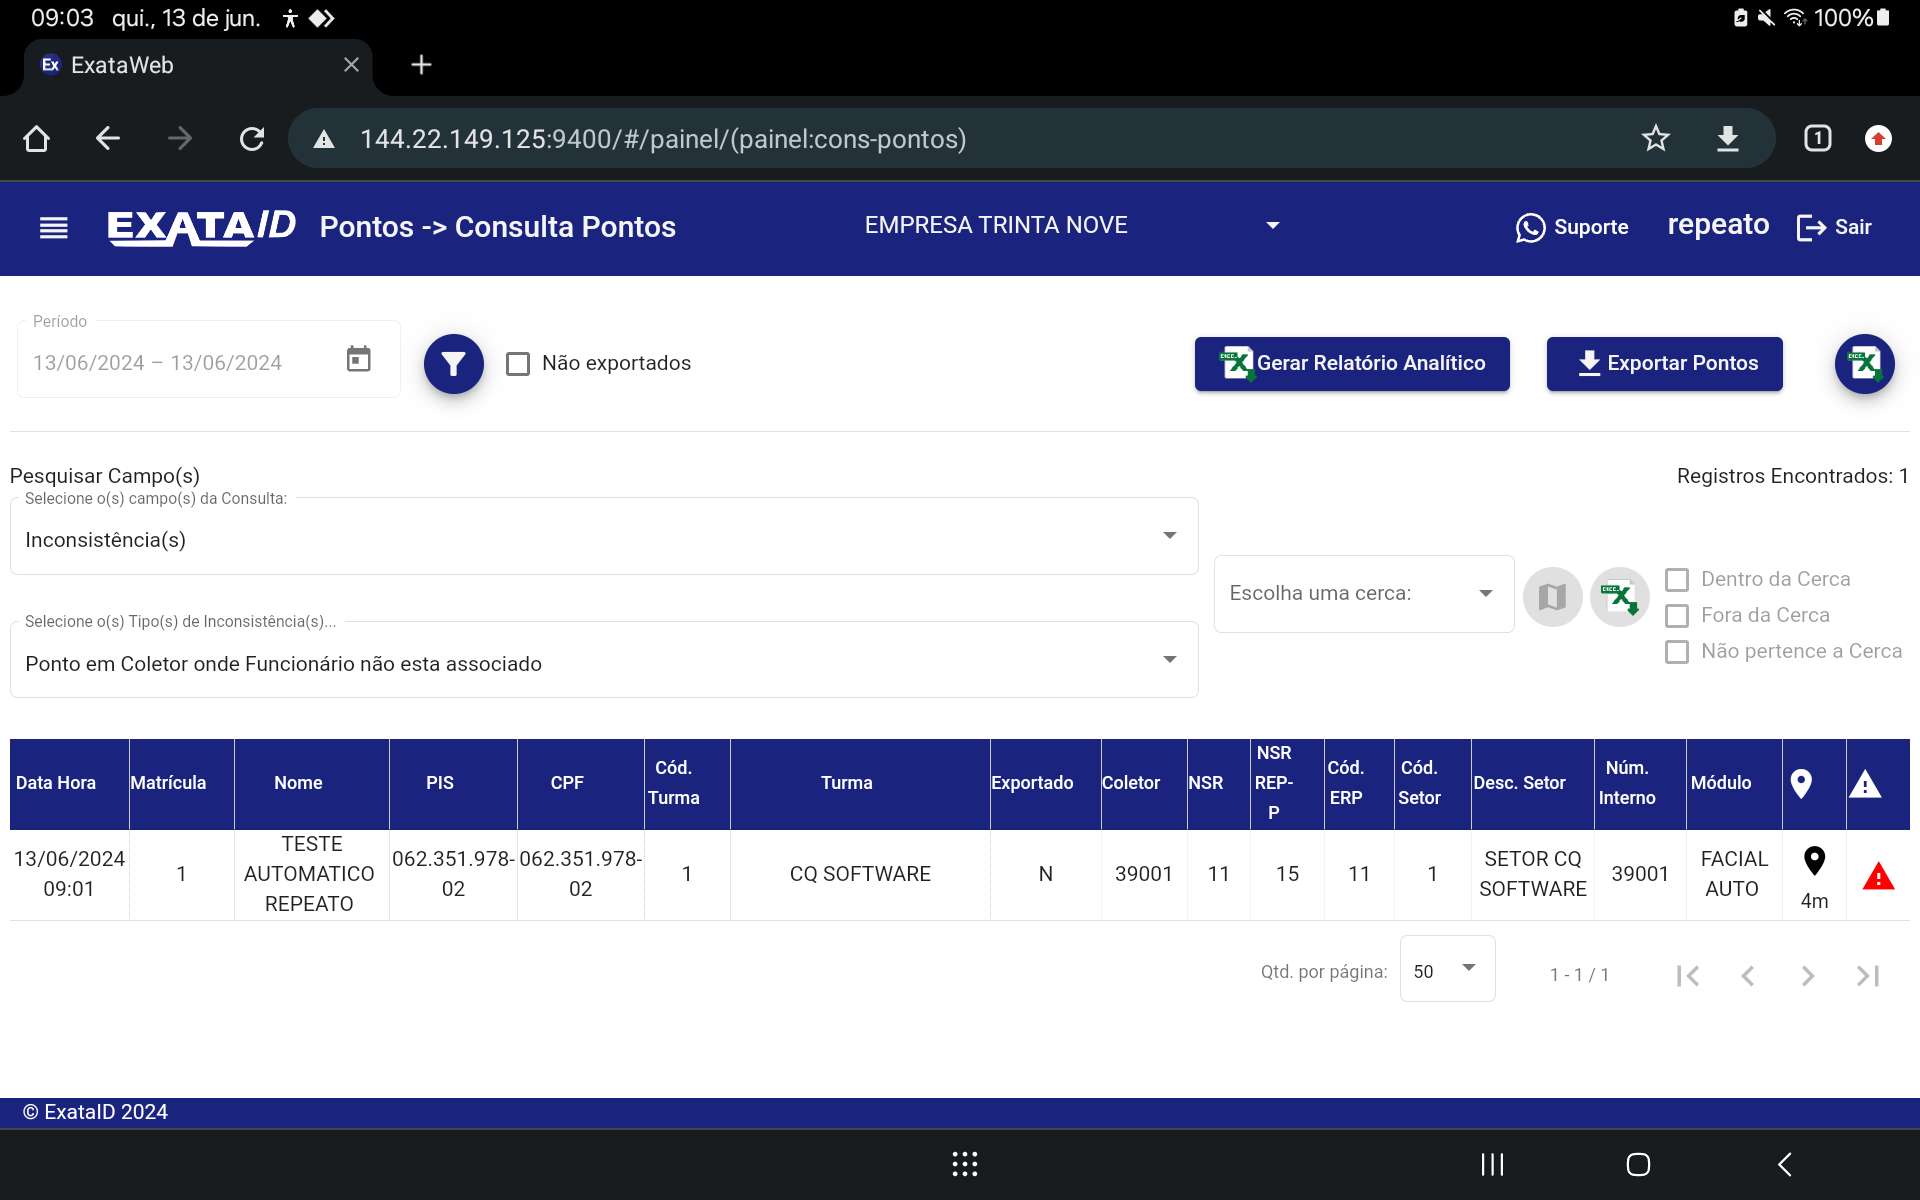 09:03 qui., 13 de jun. 100%
Ex ExataWeb
144.22.149.125:9400/#/painel/(painel:cons-pontos) 1
EXATAID Pontos -> Consulta Pontos EMPRESA TRINTA NOVE Suporte repeato Sair
Período
13/06/2024 – 13/06/2024 Não exportados Gerar Relatório Analítico Exportar Pontos
Pesquisar Campo(s) Registros Encontrados: 1
Selecione o(s) campo(s) da Consulta:
Inconsistência(s)
Escolha uma cerca:
Dentro da Cerca
Fora da Cerca
Não pertence a Cerca
Selecione o(s) Tipo(s) de Inconsistência(s)...
Ponto em Coletor onde Funcionário não esta associado
Data Hora Matrícula Nome PIS CPF Cód. Turma Turma Exportado Coletor NSR NSR REP-P Cód. ERP Cód. Setor Desc. Setor Núm. Interno Módulo
13/06/2024 09:01 1 TESTE AUTOMATICO REPEATO 062.351.978-02 062.351.978-02 1 CQ SOFTWARE N 39001 11 15 11 1 SETOR CQ SOFTWARE 39001 FACIAL AUTO 4m
Qtd. por página: 50 1 - 1 / 1
© ExataID 2024